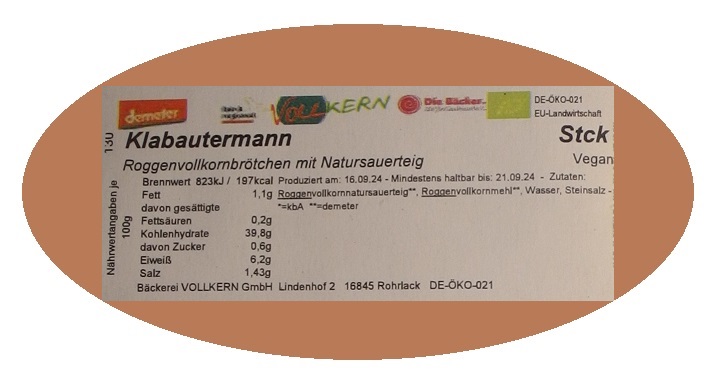 demeter
VOLLKERN
Die Bäcker.
DE-ÖKO-021
EU-Landwirtschaft
130
Klabautermann Stck
Roggenvollkornbrötchen mit Natursauerteig Vegan
Nährwertangaben je
100g
Brennwert 823kJ / 197kcal Produziert am: 16.09.24 - Mindestens haltbar bis: 21.09.24 - Zutaten:
Fett 1,1g Roggenvollkornnatursauerteig**, Roggenvollkornmehl**, Wasser, Steinsalz -
davon gesättigte *=kbA **=demeter
Fettsäuren 0,2g
Kohlenhydrate 39,8g
davon Zucker 0,6g
Eiweiß 6,2g
Salz 1,43g
Bäckerei VOLLKERN GmbH Lindenhof 2 16845 Rohrlack DE-ÖKO-021